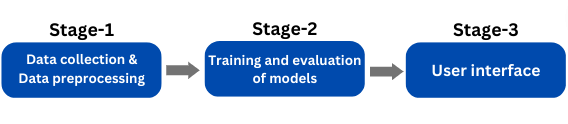 Stage-1
Data collection &
Data preprocessing
Stage-2
Training and evaluation
of models
Stage-3
User interface